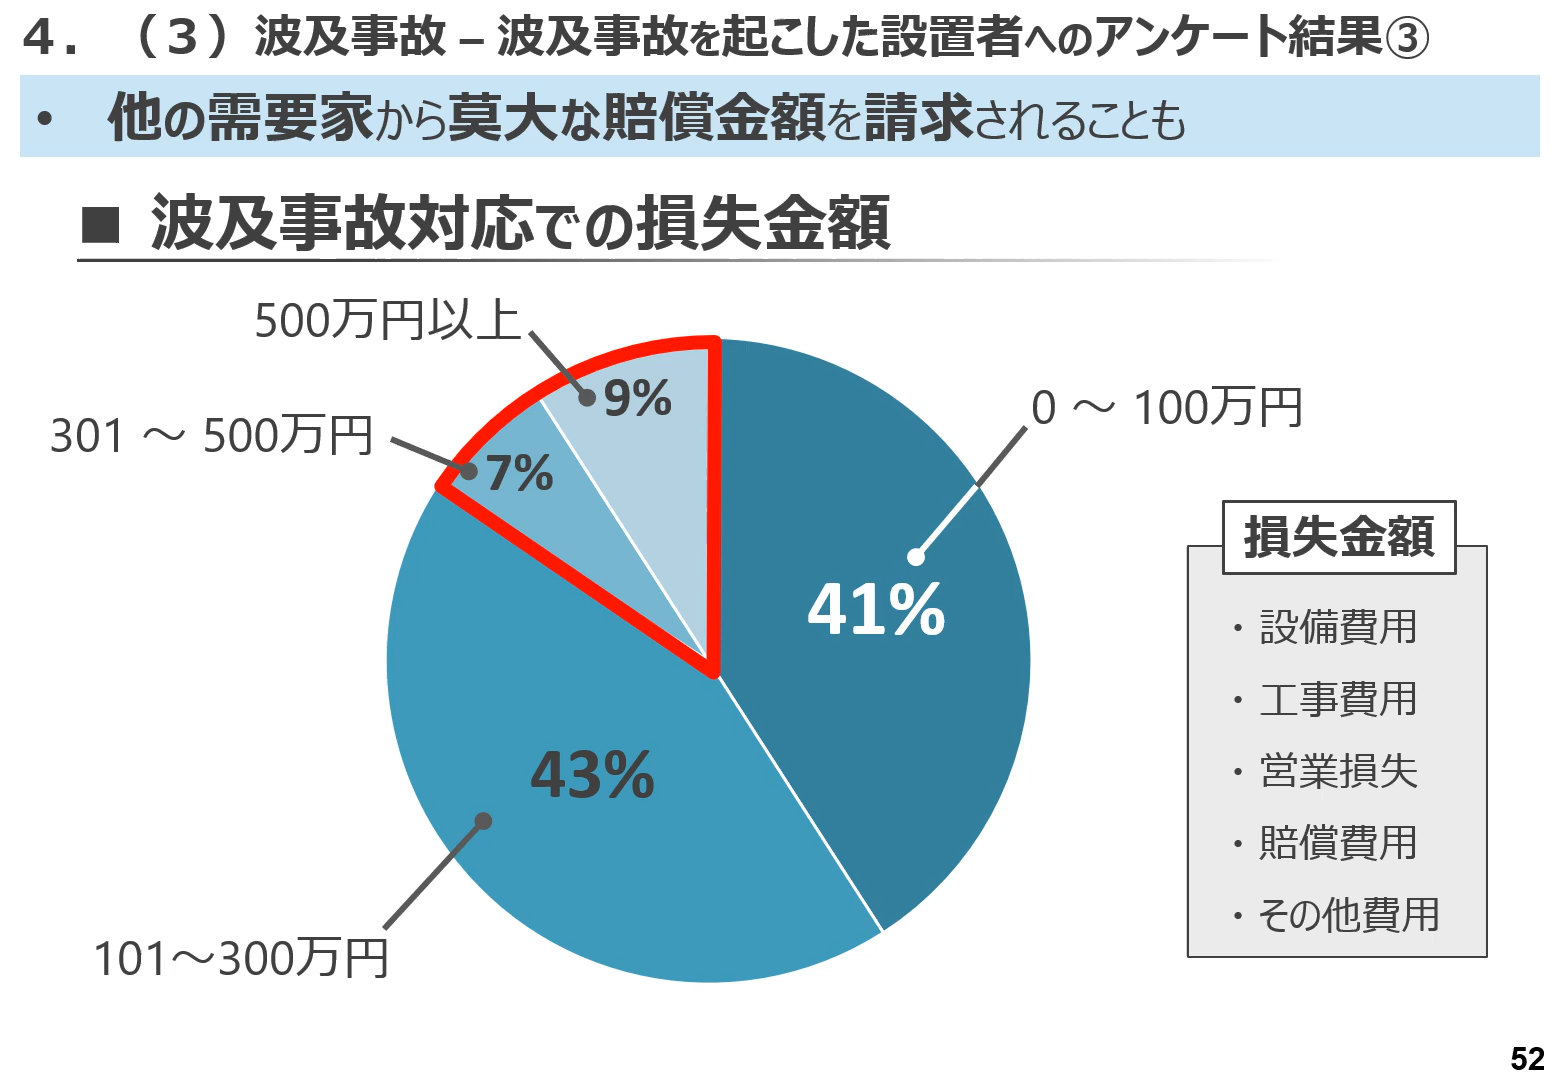 ４．（３）波及事故 – 波及事故を起こした設置者へのアンケート結果③
• 他の需要家から莫大な賠償金額を請求されることも
■ 波及事故対応での損失金額
500万円以上
9%
301 ～ 500万円
7%
0 ～ 100万円
41%
43%
101～300万円
損失金額
・設備費用
・工事費用
・営業損失
・賠償費用
・その他費用
52